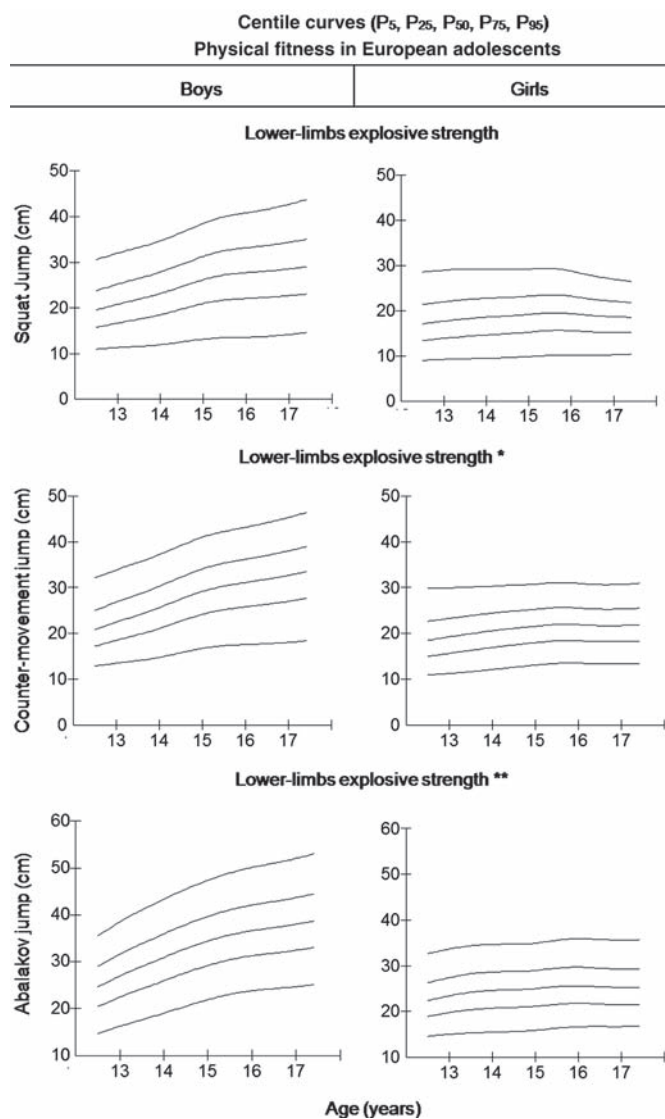 Centile curves (P5, P25, P50, P75, P95)
Physical fitness in European adolescents
Boys Girls
Lower-limbs explosive strength
Squat Jump (cm)
50
40
30
20
10
0
13 14 15 16 17
50
40
30
20
10
0
13 14 15 16 17
Lower-limbs explosive strength *
Counter-movement jump (cm)
50
40
30
20
10
0
13 14 15 16 17
50
40
30
20
10
0
13 14 15 16 17
Lower-limbs explosive strength **
Abalakov jump (cm)
60
50
40
30
20
10
13 14 15 16 17
60
50
40
30
20
10
13 14 15 16 17
Age (years)